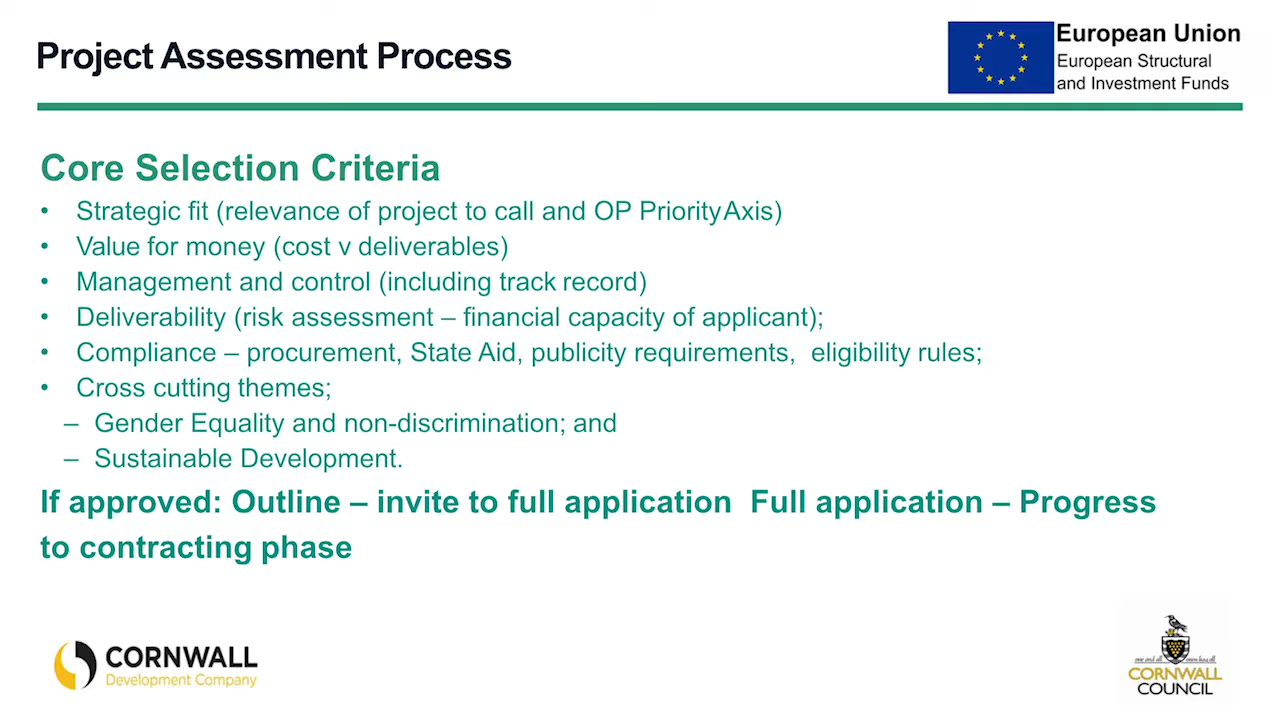 Project Assessment Process
European Union
European Structural
and Investment Funds
Core Selection Criteria
• Strategic fit (relevance of project to call and OP Priority Axis)
• Value for money (cost v deliverables)
• Management and control (including track record)
• Deliverability (risk assessment – financial capacity of applicant);
• Compliance – procurement, State Aid, publicity requirements,  eligibility rules;
• Cross cutting themes;
– Gender Equality and non-discrimination; and
– Sustainable Development.
If approved: Outline – invite to full application  Full application – Progress
to contracting phase
CORNWALL
Development Company
one and all
CORNWALL
COUNCIL